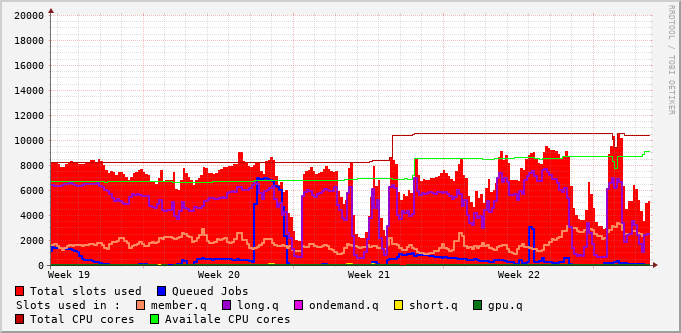 20000
18000
16000
14000
12000
10000
8000
6000
4000
2000
0
Week 19 Week 20 Week 21 Week 22
RRDTOOL / TOBI OETIKER
Total slots used Queued Jobs
Slots used in : member.q long.q ondemand.q short.q gpu.q
Total CPU cores Availale CPU cores